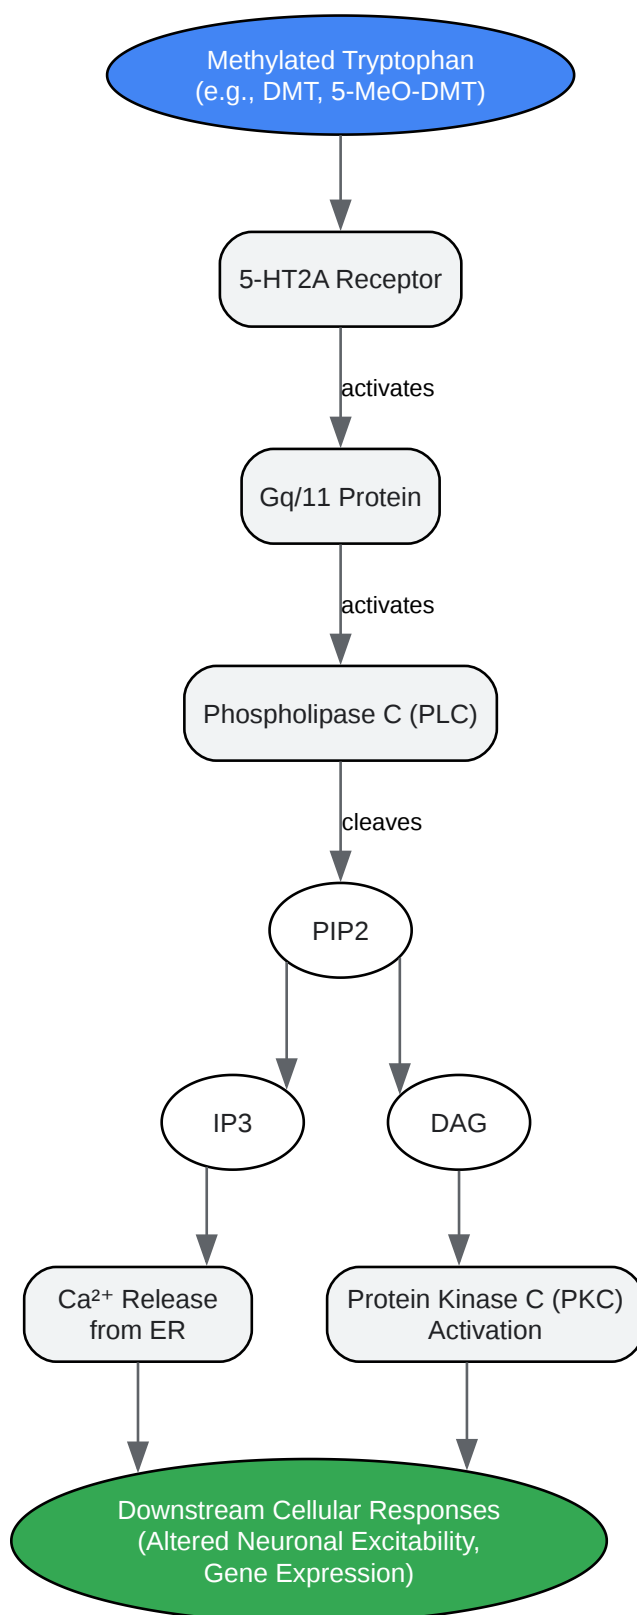 Methylated Tryptophan
(e.g., DMT, 5-MeO-DMT)
5-HT2A Receptor
activates
Gq/11 Protein
activates
Phospholipase C (PLC)
cleaves
PIP2
IP3
DAG
Ca²⁺ Release
from ER
Protein Kinase C (PKC)
Activation
Downstream Cellular Responses
(Altered Neuronal Excitability,
Gene Expression)